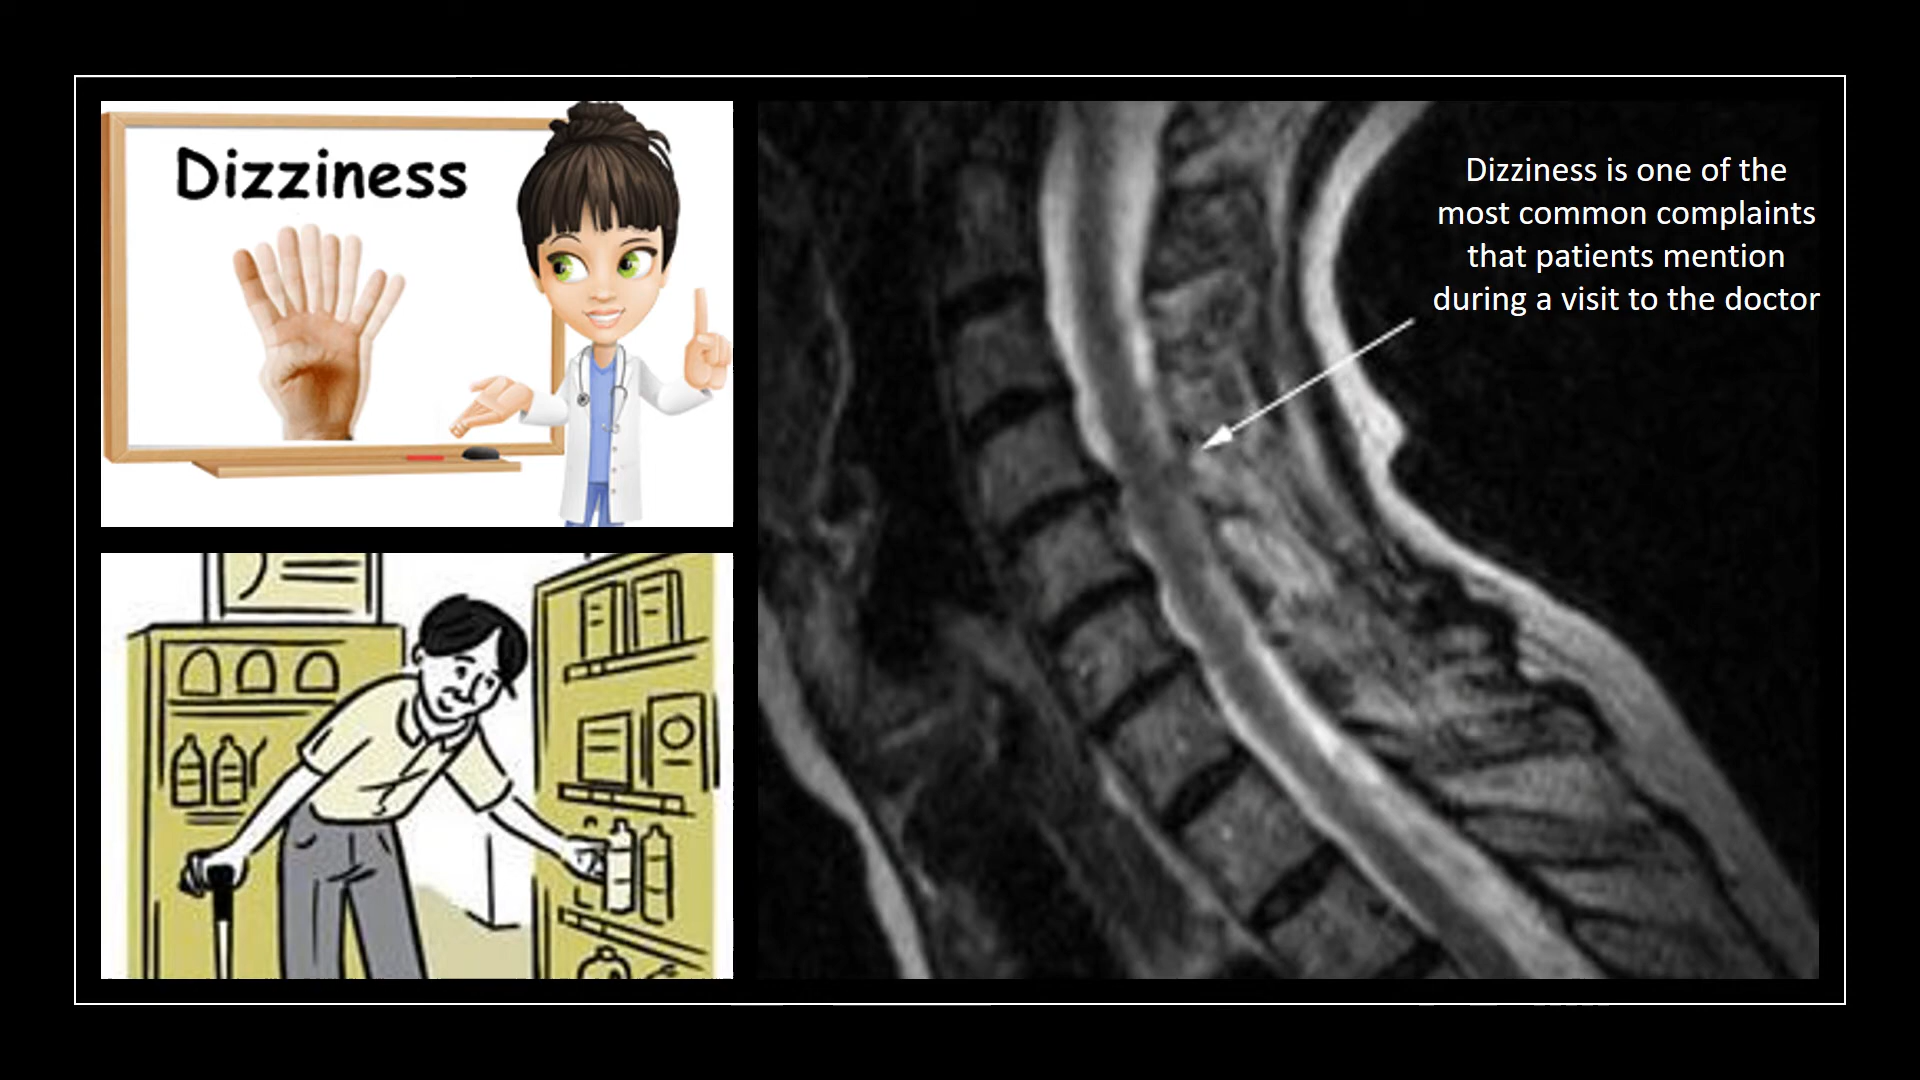 Dizziness
Dizziness is one of the
most common complaints
that patients mention
during a visit to the doctor